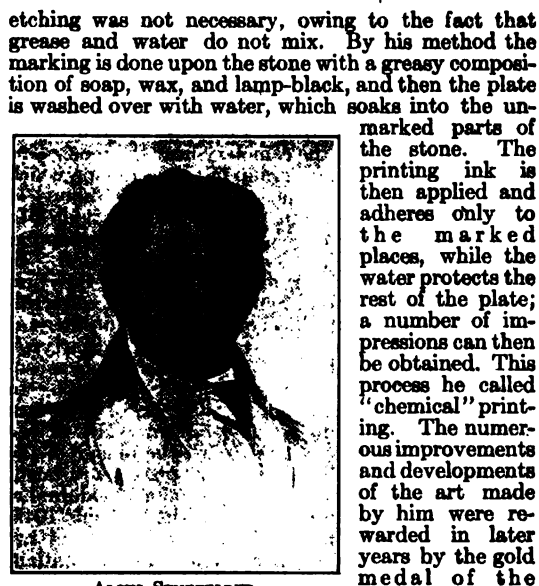 etching was not necessary, owing to the fact that
grease and water do not mix. By his method the
marking is done upon the stone with a greasy composi-
tion of soap, wax, and lamp-black, and then the plate
is washed over with water, which soaks into the un-
marked parts of
the stone. The
printing ink is
then applied and
adheres only to
the marked
places, while the
water protects the
rest of the plate;
a number of im-
pressions can then
be obtained. This
process he called
"chemical" print-
ing. The numer-
ous improvements
and developments
of the art made
by him were re-
warded in later
years by the gold
medal of the